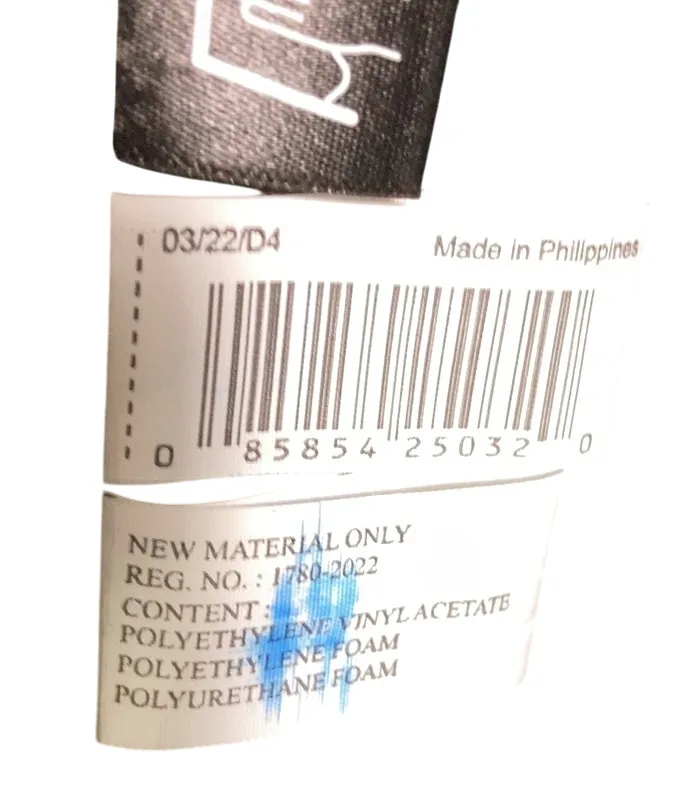 03/22/D4 Made in Philippines
0 85854 25032 0
NEW MATERIAL ONLY
REG. NO. : 1780-2022
CONTENT :
POLYETHYLENE VINYL ACETATE
POLYETHYLENE FOAM
POLYURETHANE FOAM